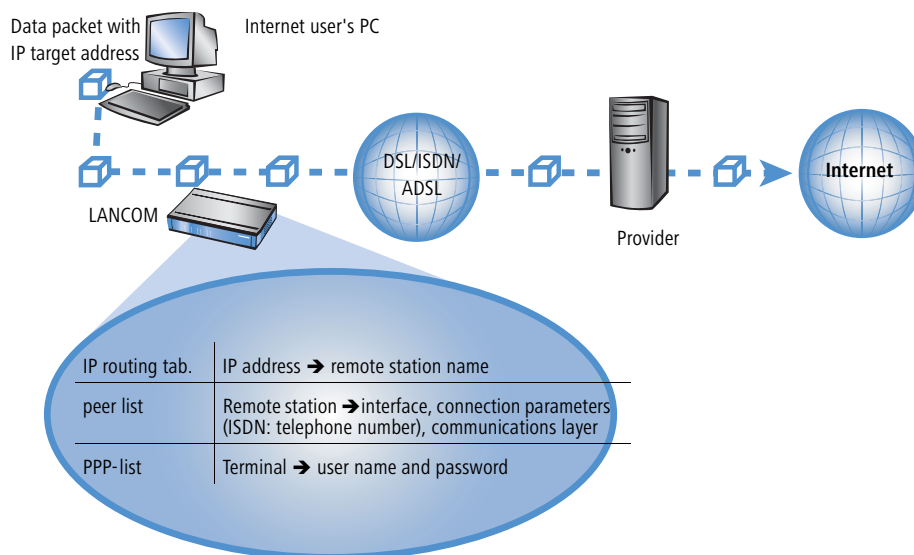 Data packet with
IP target address
Internet user's PC
DSL/ISDN/
ADSL
Internet
LANCOM
Provider
IP routing tab. IP address ➔ remote station name
peer list Remote station ➔ interface, connection parameters
(ISDN: telephone number), communications layer
PPP-list Terminal ➔ user name and password